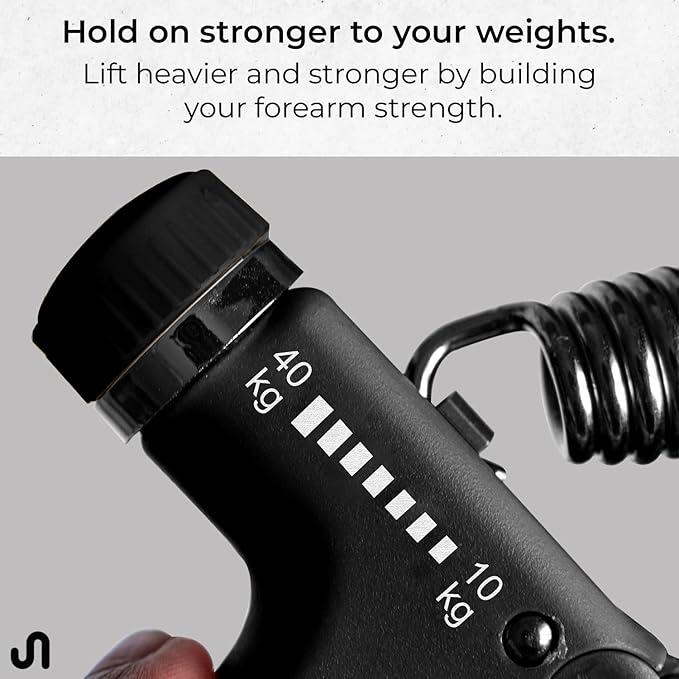 Hold on stronger to your weights.
Lift heavier and stronger by building
your forearm strength.
40
kg
10
kg